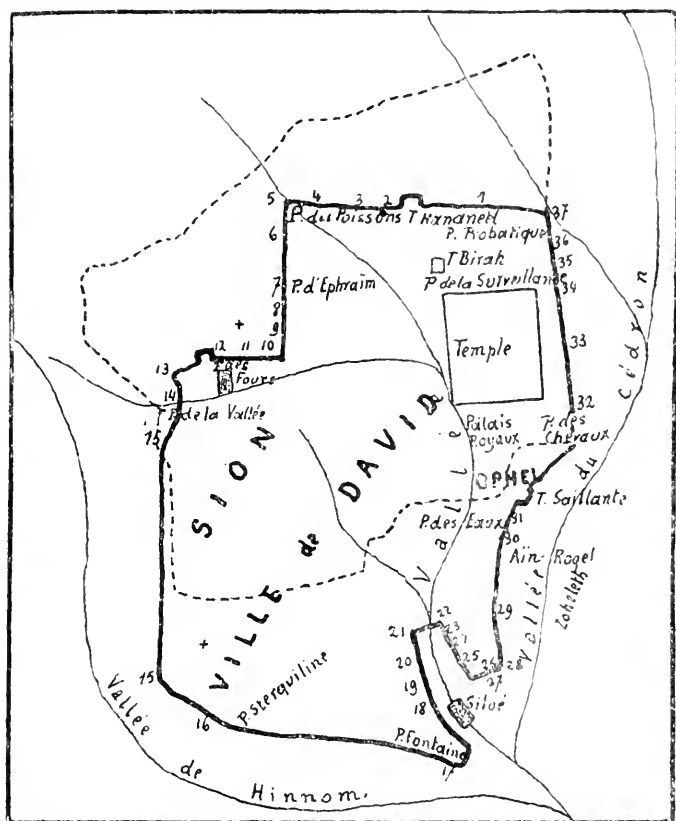 5 4 3 2 1 37
P. des Poissons T Hananeel
6 P. Probatique 36
T Birah 35
P de la Surveillance 34
7 P. d'Ephraïm
8
9
12 11 10 33
Temple
13 T. des
Fours
14 32
P. de la Vallée
15
Palais
Royaux
P. des
Chevaux
SION
VILLE de DAVID
Vallée
OPHEL
T. Saillante
P. des Eaux 31
30
Aïn-Rogel
Zoheleth
Vallée du Cédron
29
21 22
23
24
20 25 26 28
27
15 19
18 Siloé
16 P. Sterquiline
P. Fontaine
17
Vallée
de
Hinnom.